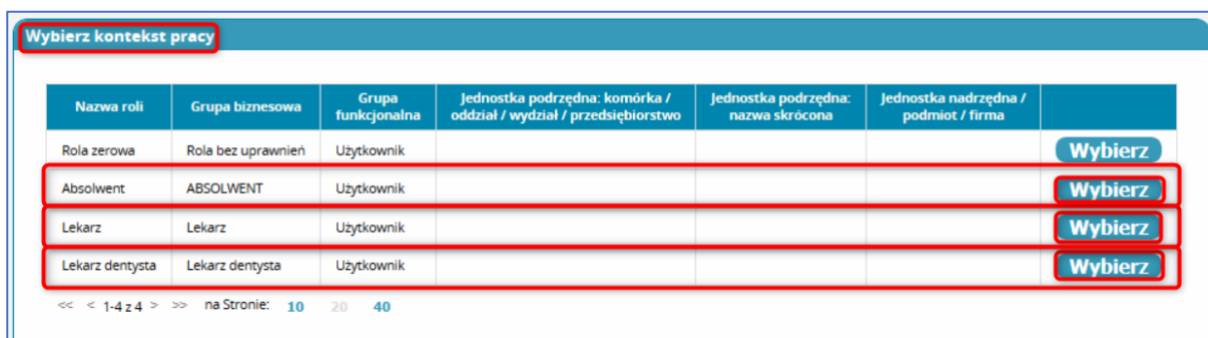 Wybierz kontekst pracy
Nazwa roli Grupa biznesowa Grupa funkcjonalna Jednostka podrzędna: komórka / oddział / wydział / przedsiębiorstwo Jednostka podrzędna: nazwa skrócona Jednostka nadrzędna / podmiot / firma
Rola zerowa Rola bez uprawnień Użytkownik Wybierz
Absolwent ABSOLWENT Użytkownik Wybierz
Lekarz Lekarz Użytkownik Wybierz
Lekarz dentysta Lekarz dentysta Użytkownik Wybierz
<< < 1-4 z 4 > >> na Stronie: 10 20 40